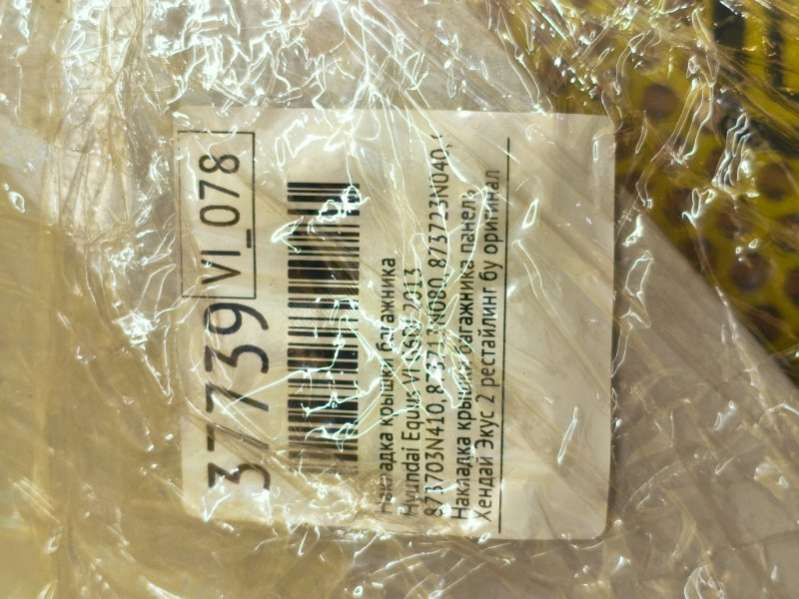 37739 VI_078
Накладка крышки багажника
Hyundai Equus VI 2013
873703N410, 873713N080, 873723N040,
Накладка крышки багажника панель
Хендай Экус 2 рестайлинг бу оригинал